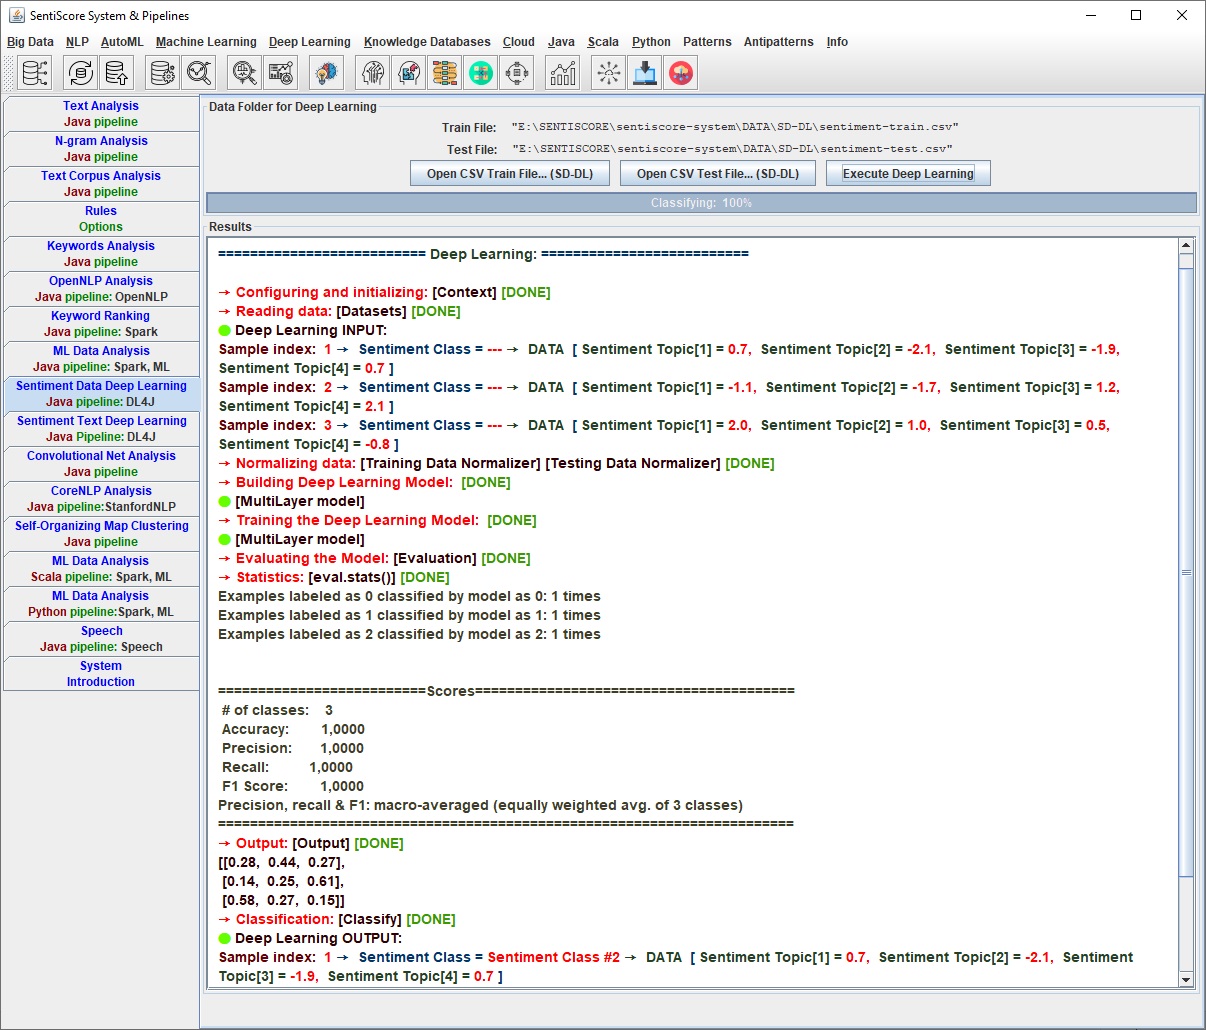 SentiScore System & Pipelines
Big Data NLP AutoML Machine Learning Deep Learning Knowledge Databases Cloud Java Scala Python Patterns Antipatterns Info
Text Analysis
Java pipeline
N-gram Analysis
Java pipeline
Text Corpus Analysis
Java pipeline
Rules
Options
Keywords Analysis
Java pipeline
OpenNLP Analysis
Java pipeline: OpenNLP
Keyword Ranking
Java pipeline: Spark
ML Data Analysis
Java pipeline: Spark, ML
Sentiment Data Deep Learning
Java pipeline: DL4J
Sentiment Text Deep Learning
Java Pipeline: DL4J
Convolutional Net Analysis
Java pipeline
CoreNLP Analysis
Java pipeline:StanfordNLP
Self-Organizing Map Clustering
Java pipeline
ML Data Analysis
Scala pipeline: Spark, ML
ML Data Analysis
Python pipeline:Spark, ML
Speech
Java pipeline: Speech
System
Introduction
Data Folder for Deep Learning
Train File: "E:\SENTISCORE\sentiscore-system\DATA\SD-DL\sentiment-train.csv"
Test File: "E:\SENTISCORE\sentiscore-system\DATA\SD-DL\sentiment-test.csv"
Open CSV Train File... (SD-DL) Open CSV Test File... (SD-DL) Execute Deep Learning
Classifying: 100%
Results
========================== Deep Learning: ==========================
→ Configuring and initializing: [Context] [DONE]
→ Reading data: [Datasets] [DONE]
Deep Learning INPUT:
Sample index: 1 → Sentiment Class = --- → DATA [ Sentiment Topic[1] = 0.7, Sentiment Topic[2] = -2.1, Sentiment Topic[3] = -1.9,
Sentiment Topic[4] = 0.7 ]
Sample index: 2 → Sentiment Class = --- → DATA [ Sentiment Topic[1] = -1.1, Sentiment Topic[2] = -1.7, Sentiment Topic[3] = 1.2,
Sentiment Topic[4] = 2.1 ]
Sample index: 3 → Sentiment Class = --- → DATA [ Sentiment Topic[1] = 2.0, Sentiment Topic[2] = 1.0, Sentiment Topic[3] = 0.5,
Sentiment Topic[4] = -0.8 ]
→ Normalizing data: [Training Data Normalizer] [Testing Data Normalizer] [DONE]
→ Building Deep Learning Model: [DONE]
[MultiLayer model]
→ Training the Deep Learning Model: [DONE]
[MultiLayer model]
→ Evaluating the Model: [Evaluation] [DONE]
→ Statistics: [eval.stats()] [DONE]
Examples labeled as 0 classified by model as 0: 1 times
Examples labeled as 1 classified by model as 1: 1 times
Examples labeled as 2 classified by model as 2: 1 times
==========================Scores========================================
# of classes: 3
Accuracy: 1,0000
Precision: 1,0000
Recall: 1,0000
F1 Score: 1,0000
Precision, recall & F1: macro-averaged (equally weighted avg. of 3 classes)
========================================================================
→ Output: [Output] [DONE]
[[0.28, 0.44, 0.27],
[0.14, 0.25, 0.61],
[0.58, 0.27, 0.15]]
→ Classification: [Classify] [DONE]
Deep Learning OUTPUT:
Sample index: 1 → Sentiment Class = Sentiment Class #2 → DATA [ Sentiment Topic[1] = 0.7, Sentiment Topic[2] = -2.1, Sentiment
Topic[3] = -1.9, Sentiment Topic[4] = 0.7 ]